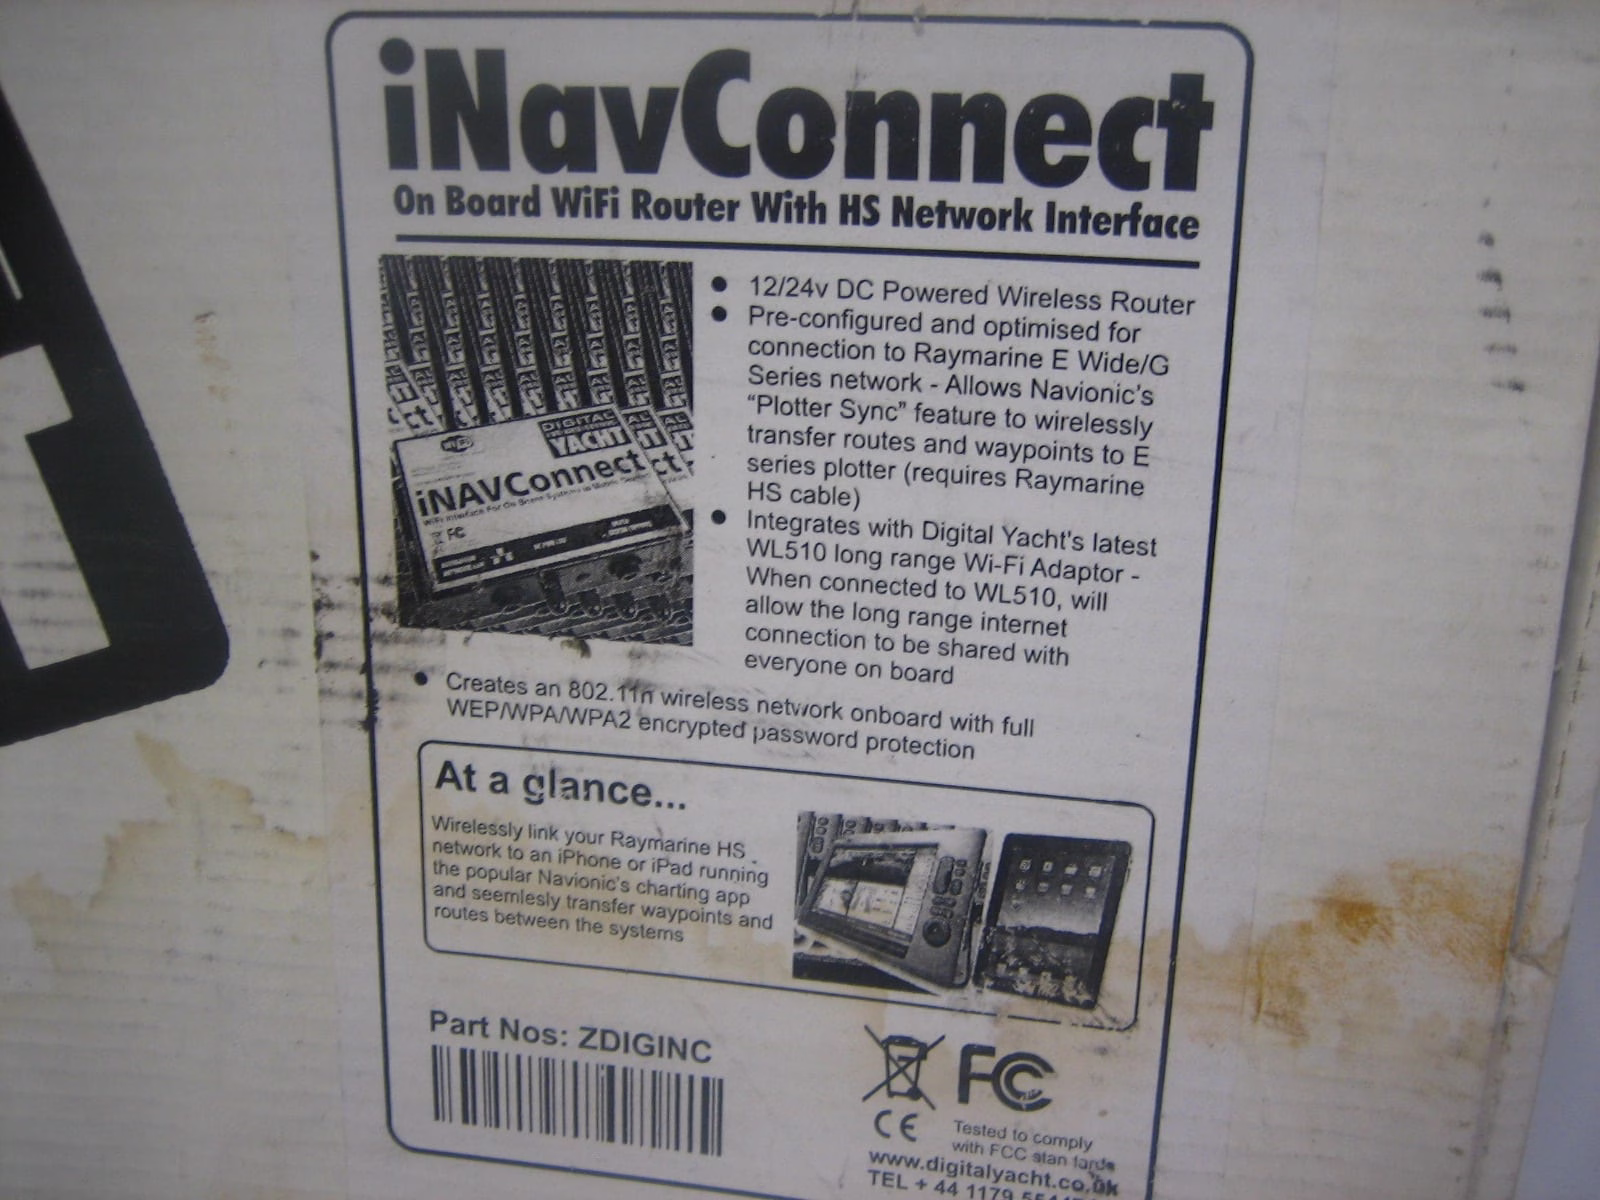 iNavConnect
On Board WiFi Router With HS Network Interface
● 12/24v DC Powered Wireless Router
● Pre-configured and optimised for
connection to Raymarine E Wide/G
Series network - Allows Navionic's
"Plotter Sync" feature to wirelessly
transfer routes and waypoints to E
series plotter (requires Raymarine
HS cable)
● Integrates with Digital Yacht's latest
WL510 long range Wi-Fi Adaptor -
When connected to WL510, will
allow the long range internet
connection to be shared with
everyone on board
DIGITAL
YACHT
iNAVConnect
FC
● Creates an 802.11n wireless network onboard with full
WEP/WPA/WPA2 encrypted password protection
At a glance...
Wirelessly link your Raymarine HS
network to an iPhone or iPad running
the popular Navionic's charting app
and seemlesly transfer waypoints and
routes between the systems
Part Nos: ZDIGINC
FC
CE
Tested to comply
with FCC standards
www.digitalyacht.co.uk
TEL + 44 1179